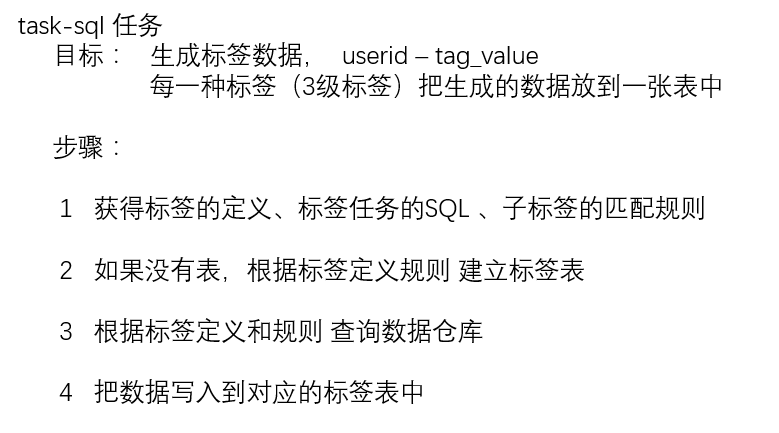 task-sql 任务
目标： 生成标签数据， userid – tag_value
每一种标签（3级标签）把生成的数据放到一张表中
步骤：
1 获得标签的定义、标签任务的SQL 、子标签的匹配规则
2 如果没有表，根据标签定义规则 建立标签表
3 根据标签定义和规则 查询数据仓库
4 把数据写入到对应的标签表中